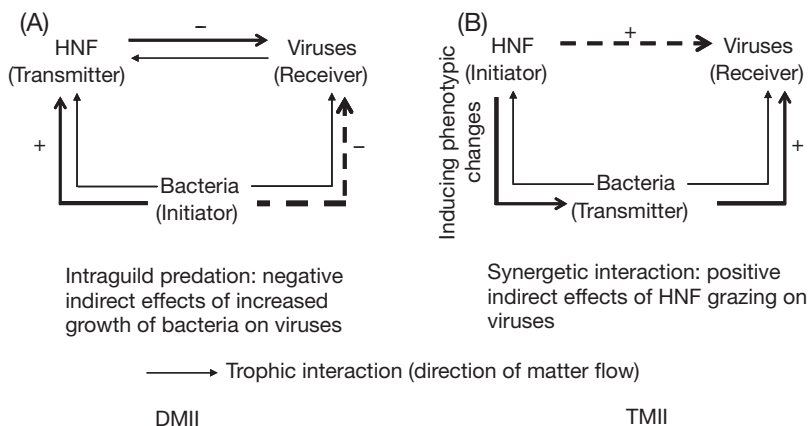 (A)
HNF
(Transmitter)
–
Viruses
(Receiver)
+
–
Bacteria
(Initiator)
Intraguild predation: negative
indirect effects of increased
growth of bacteria on viruses
(B)
HNF
(Initiator)
+
Viruses
(Receiver)
Inducing phenotypic
changes
+
Bacteria
(Transmitter)
Synergetic interaction: positive
indirect effects of HNF grazing on
viruses
Trophic interaction (direction of matter flow)
DMII
TMII